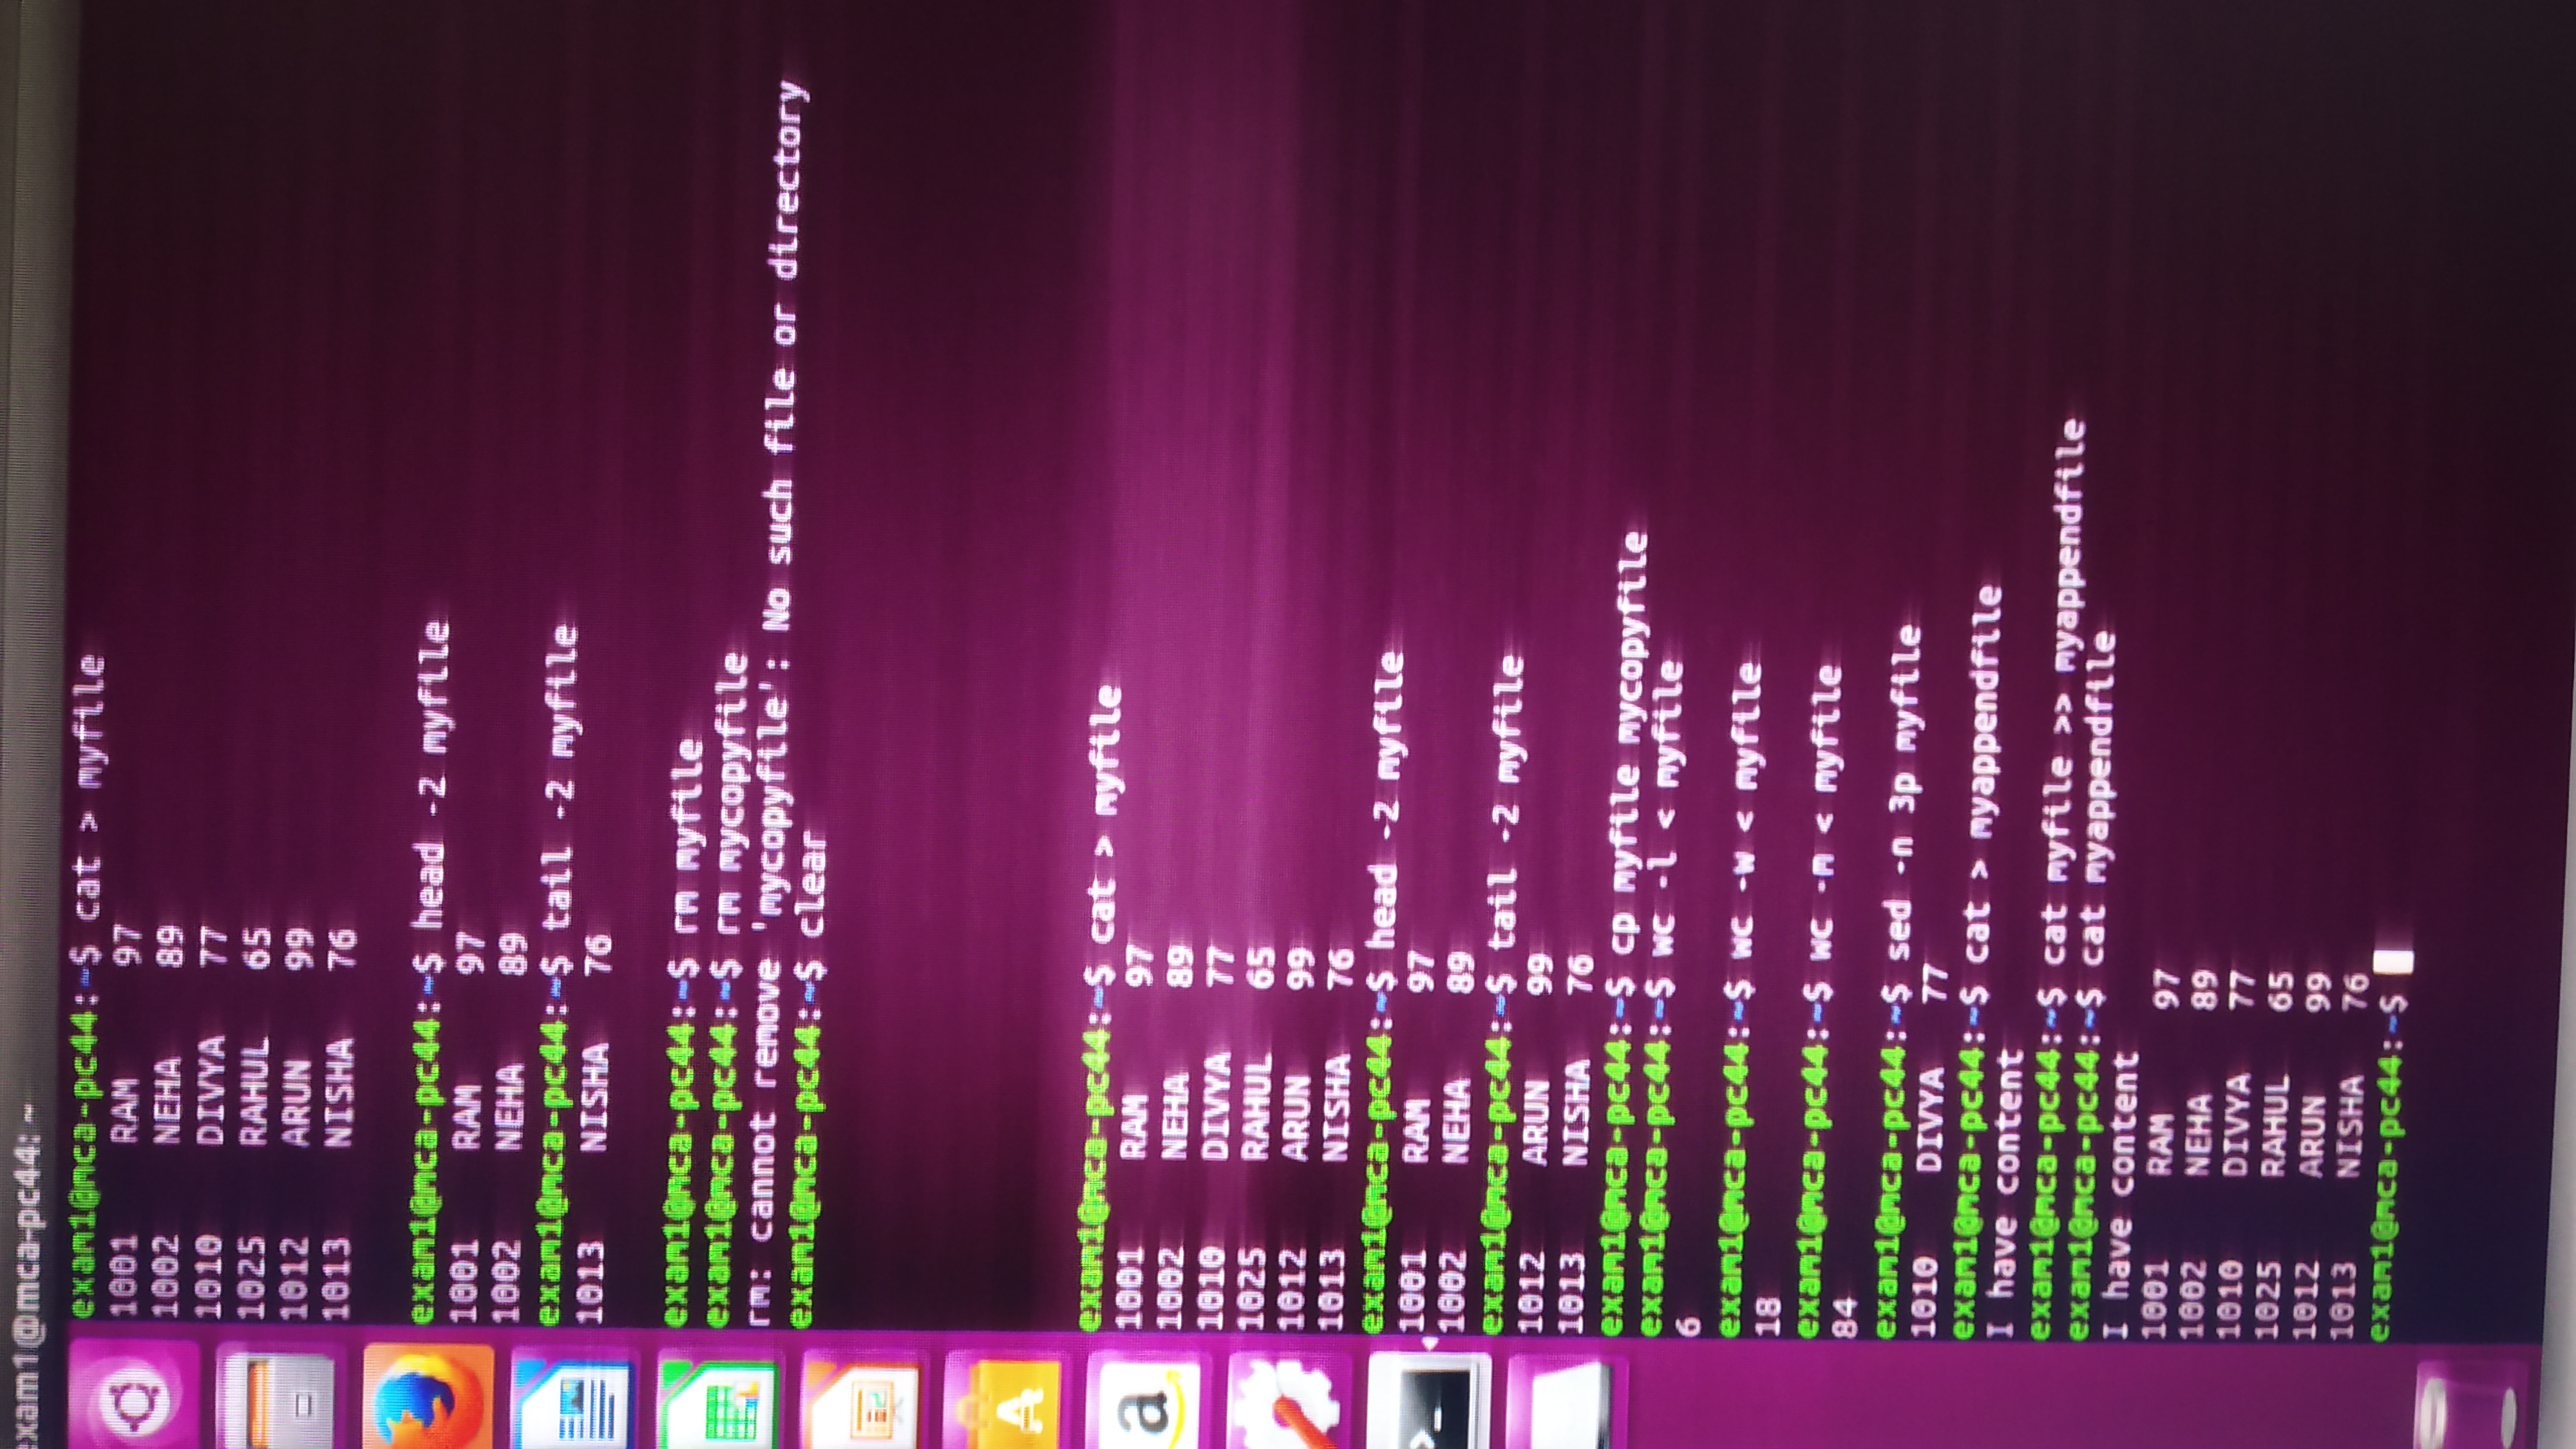 exam1@mca-pc44: ~
exam1@mca-pc44:~$ cat > myfile
1001 RAM 97
1002 NEHA 89
1010 DIVYA 77
1025 RAHUL 65
1012 ARUN 99
1013 NISHA 76
exam1@mca-pc44:~$ head -2 myfile
1001 RAM 97
1002 NEHA 89
exam1@mca-pc44:~$ tail -2 myfile
1013 NISHA 76
exam1@mca-pc44:~$ rm myfile
exam1@mca-pc44:~$ rm mycopyfile
rm: cannot remove 'mycopyfile': No such file or directory
exam1@mca-pc44:~$ clear
exam1@mca-pc44:~$ cat > myfile
1001 RAM 97
1002 NEHA 89
1010 DIVYA 77
1025 RAHUL 65
1012 ARUN 99
1013 NISHA 76
exam1@mca-pc44:~$ head -2 myfile
1001 RAM 97
1002 NEHA 89
exam1@mca-pc44:~$ tail -2 myfile
1012 ARUN 99
1013 NISHA 76
exam1@mca-pc44:~$ cp myfile mycopyfile
exam1@mca-pc44:~$ wc -l < myfile
6
exam1@mca-pc44:~$ wc -w < myfile
18
exam1@mca-pc44:~$ wc -m < myfile
84
exam1@mca-pc44:~$ sed -n 3p myfile
1010 DIVYA 77
exam1@mca-pc44:~$ cat > myappendfile
I have content
exam1@mca-pc44:~$ cat myfile >> myappendfile
exam1@mca-pc44:~$ cat myappendfile
I have content
1001 RAM 97
1002 NEHA 89
1010 DIVYA 77
1025 RAHUL 65
1012 ARUN 99
1013 NISHA 76
exam1@mca-pc44:~$